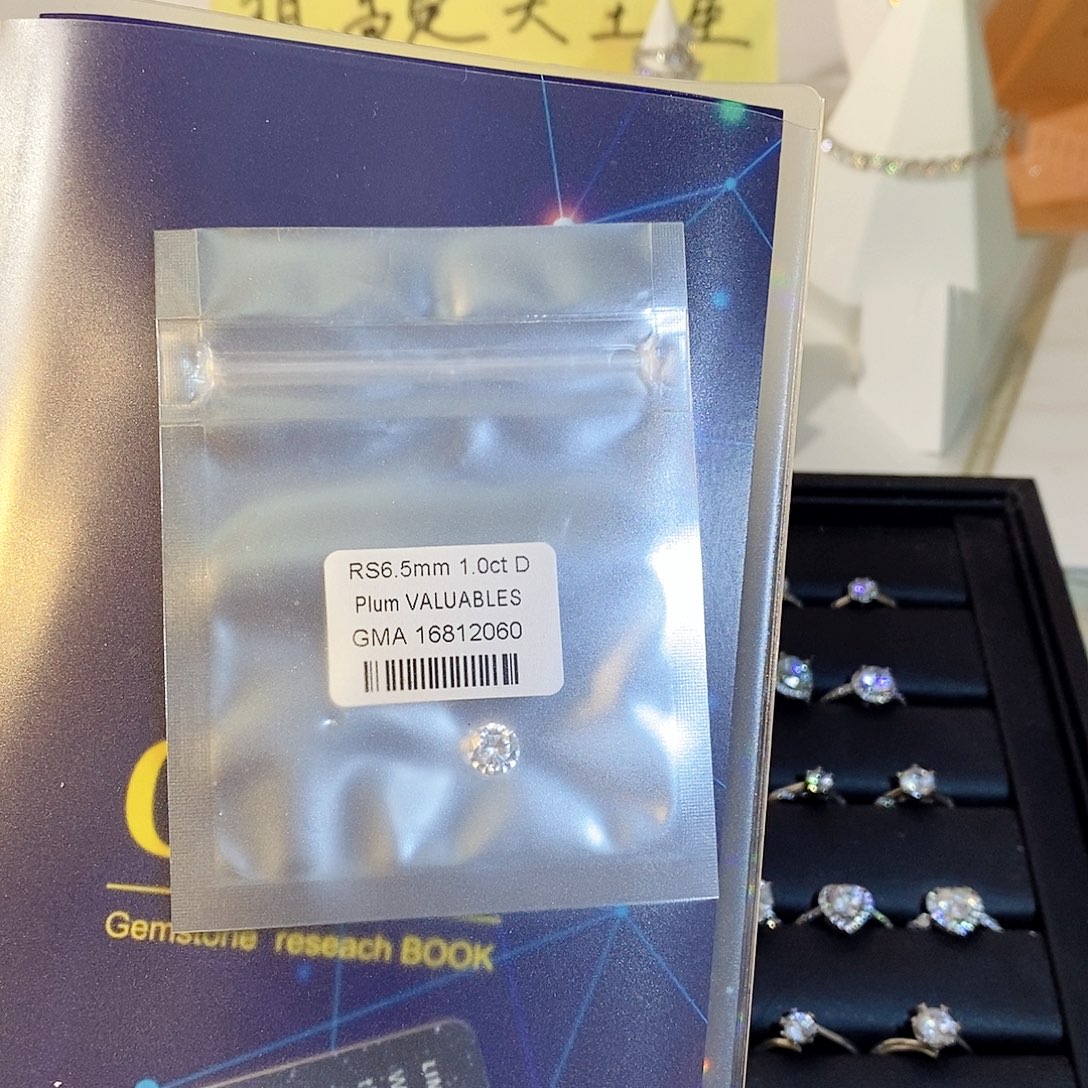 RS6.5mm 1.0ct D
Plum VALUABLES
GMA 16812060
Gemstone reseach BOOK